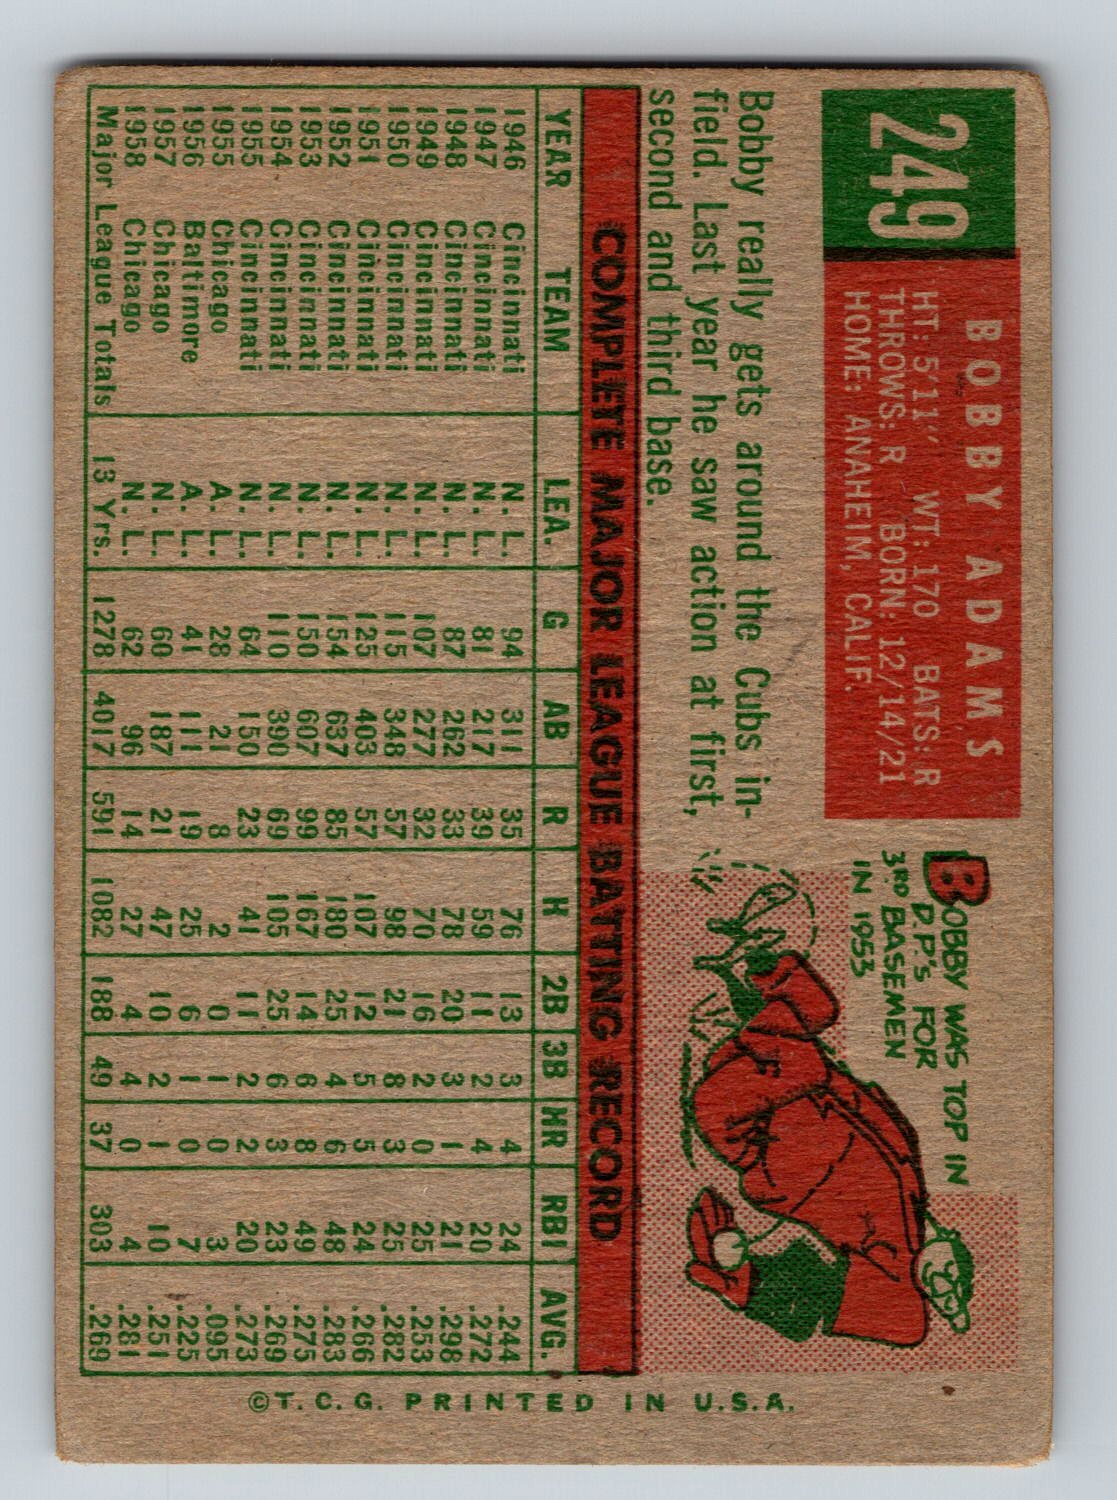 249
BOBBY ADAMS
HT: 5'11" WT: 170 BATS: R
THROWS: R BORN: 12/14/21
HOME: ANAHEIM, CALIF.
BOBBY WAS TOP IN
D.P.'s FOR
3RD BASEMEN
IN 1953
Bobby really gets around the Cubs in-
field. Last year he saw action at first,
second and third base.
COMPLETE MAJOR LEAGUE BATTING RECORD
YEAR TEAM LEA. G AB R H 2B 3B HR RBI AVG.
1946 Cincinnati N. L. 94 311 35 76 13 3 4 24 .244
1947 Cincinnati N. L. 81 217 39 59 11 2 4 20 .272
1948 Cincinnati N. L. 87 262 33 78 20 3 1 21 .298
1949 Cincinnati N. L. 107 277 32 70 16 2 0 25 .253
1950 Cincinnati N. L. 115 348 57 98 21 8 3 25 .282
1951 Cincinnati N. L. 125 403 57 107 12 5 5 24 .266
1952 Cincinnati N. L. 154 637 85 180 25 4 6 48 .283
1953 Cincinnati N. L. 150 607 99 167 14 6 8 49 .275
1954 Cincinnati N. L. 110 390 69 105 25 6 3 23 .269
1955 Cincinnati N. L. 64 150 23 41 11 2 2 20 .273
1955 Chicago A. L. 28 21 8 2 0 1 0 3 .095
1956 Baltimore A. L. 41 111 19 25 6 1 0 7 .225
1957 Chicago N. L. 60 187 21 47 10 2 1 10 .251
1958 Chicago N. L. 62 96 14 27 4 4 0 4 .281
Major League Totals 13 Yrs. 1278 4017 591 1082 188 49 37 303 .269
©T. C. G. PRINTED IN U.S.A.